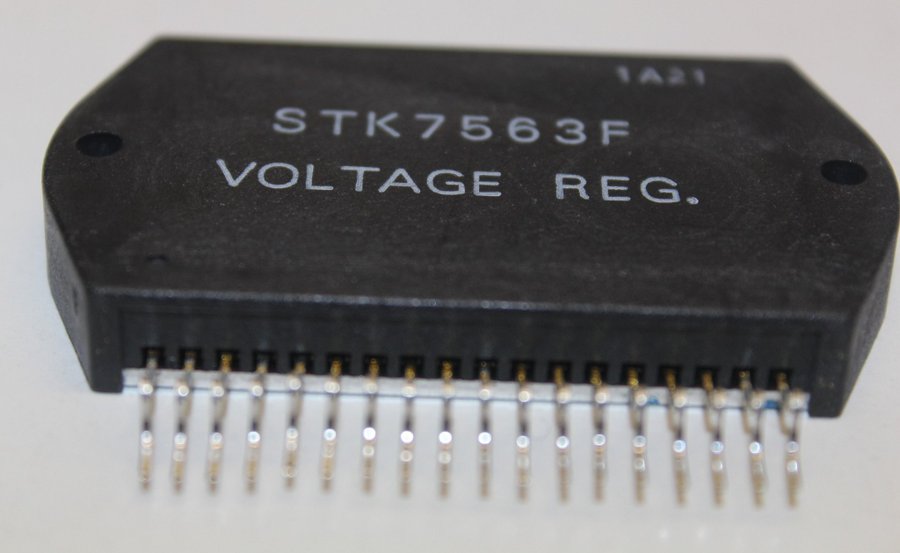 1A21
STK7563F
VOLTAGE REG.